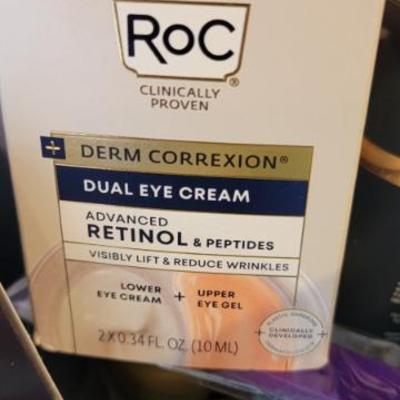 RoC®
CLINICALLY
PROVEN
+ DERM CORREXION®
DUAL EYE CREAM
ADVANCED
RETINOL & PEPTIDES
VISIBLY LIFT & REDUCE WRINKLES
LOWER
EYE CREAM
+
UPPER
EYE GEL
2 X 0.34 FL. OZ. (10 ML)
CLINICALLY
DEVELOPED